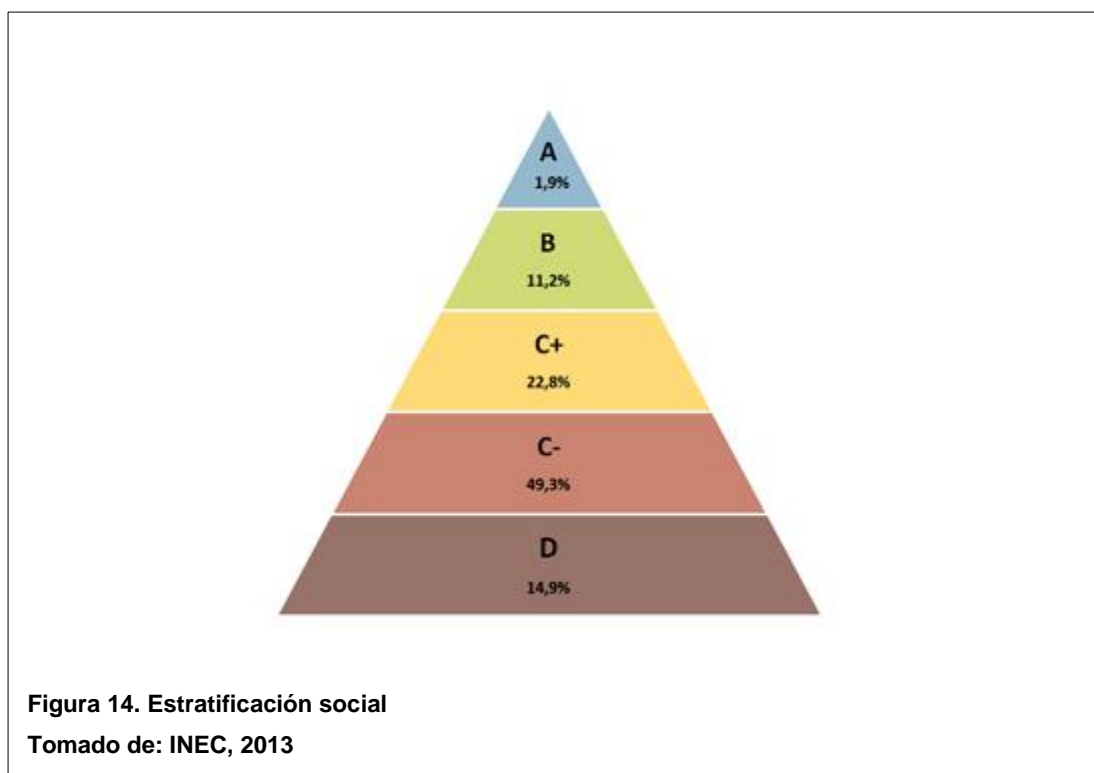 A
1,9%
B
11,2%
C+
22,8%
C-
49,3%
D
14,9%
Figura 14. Estratificación social
Tomado de: INEC, 2013